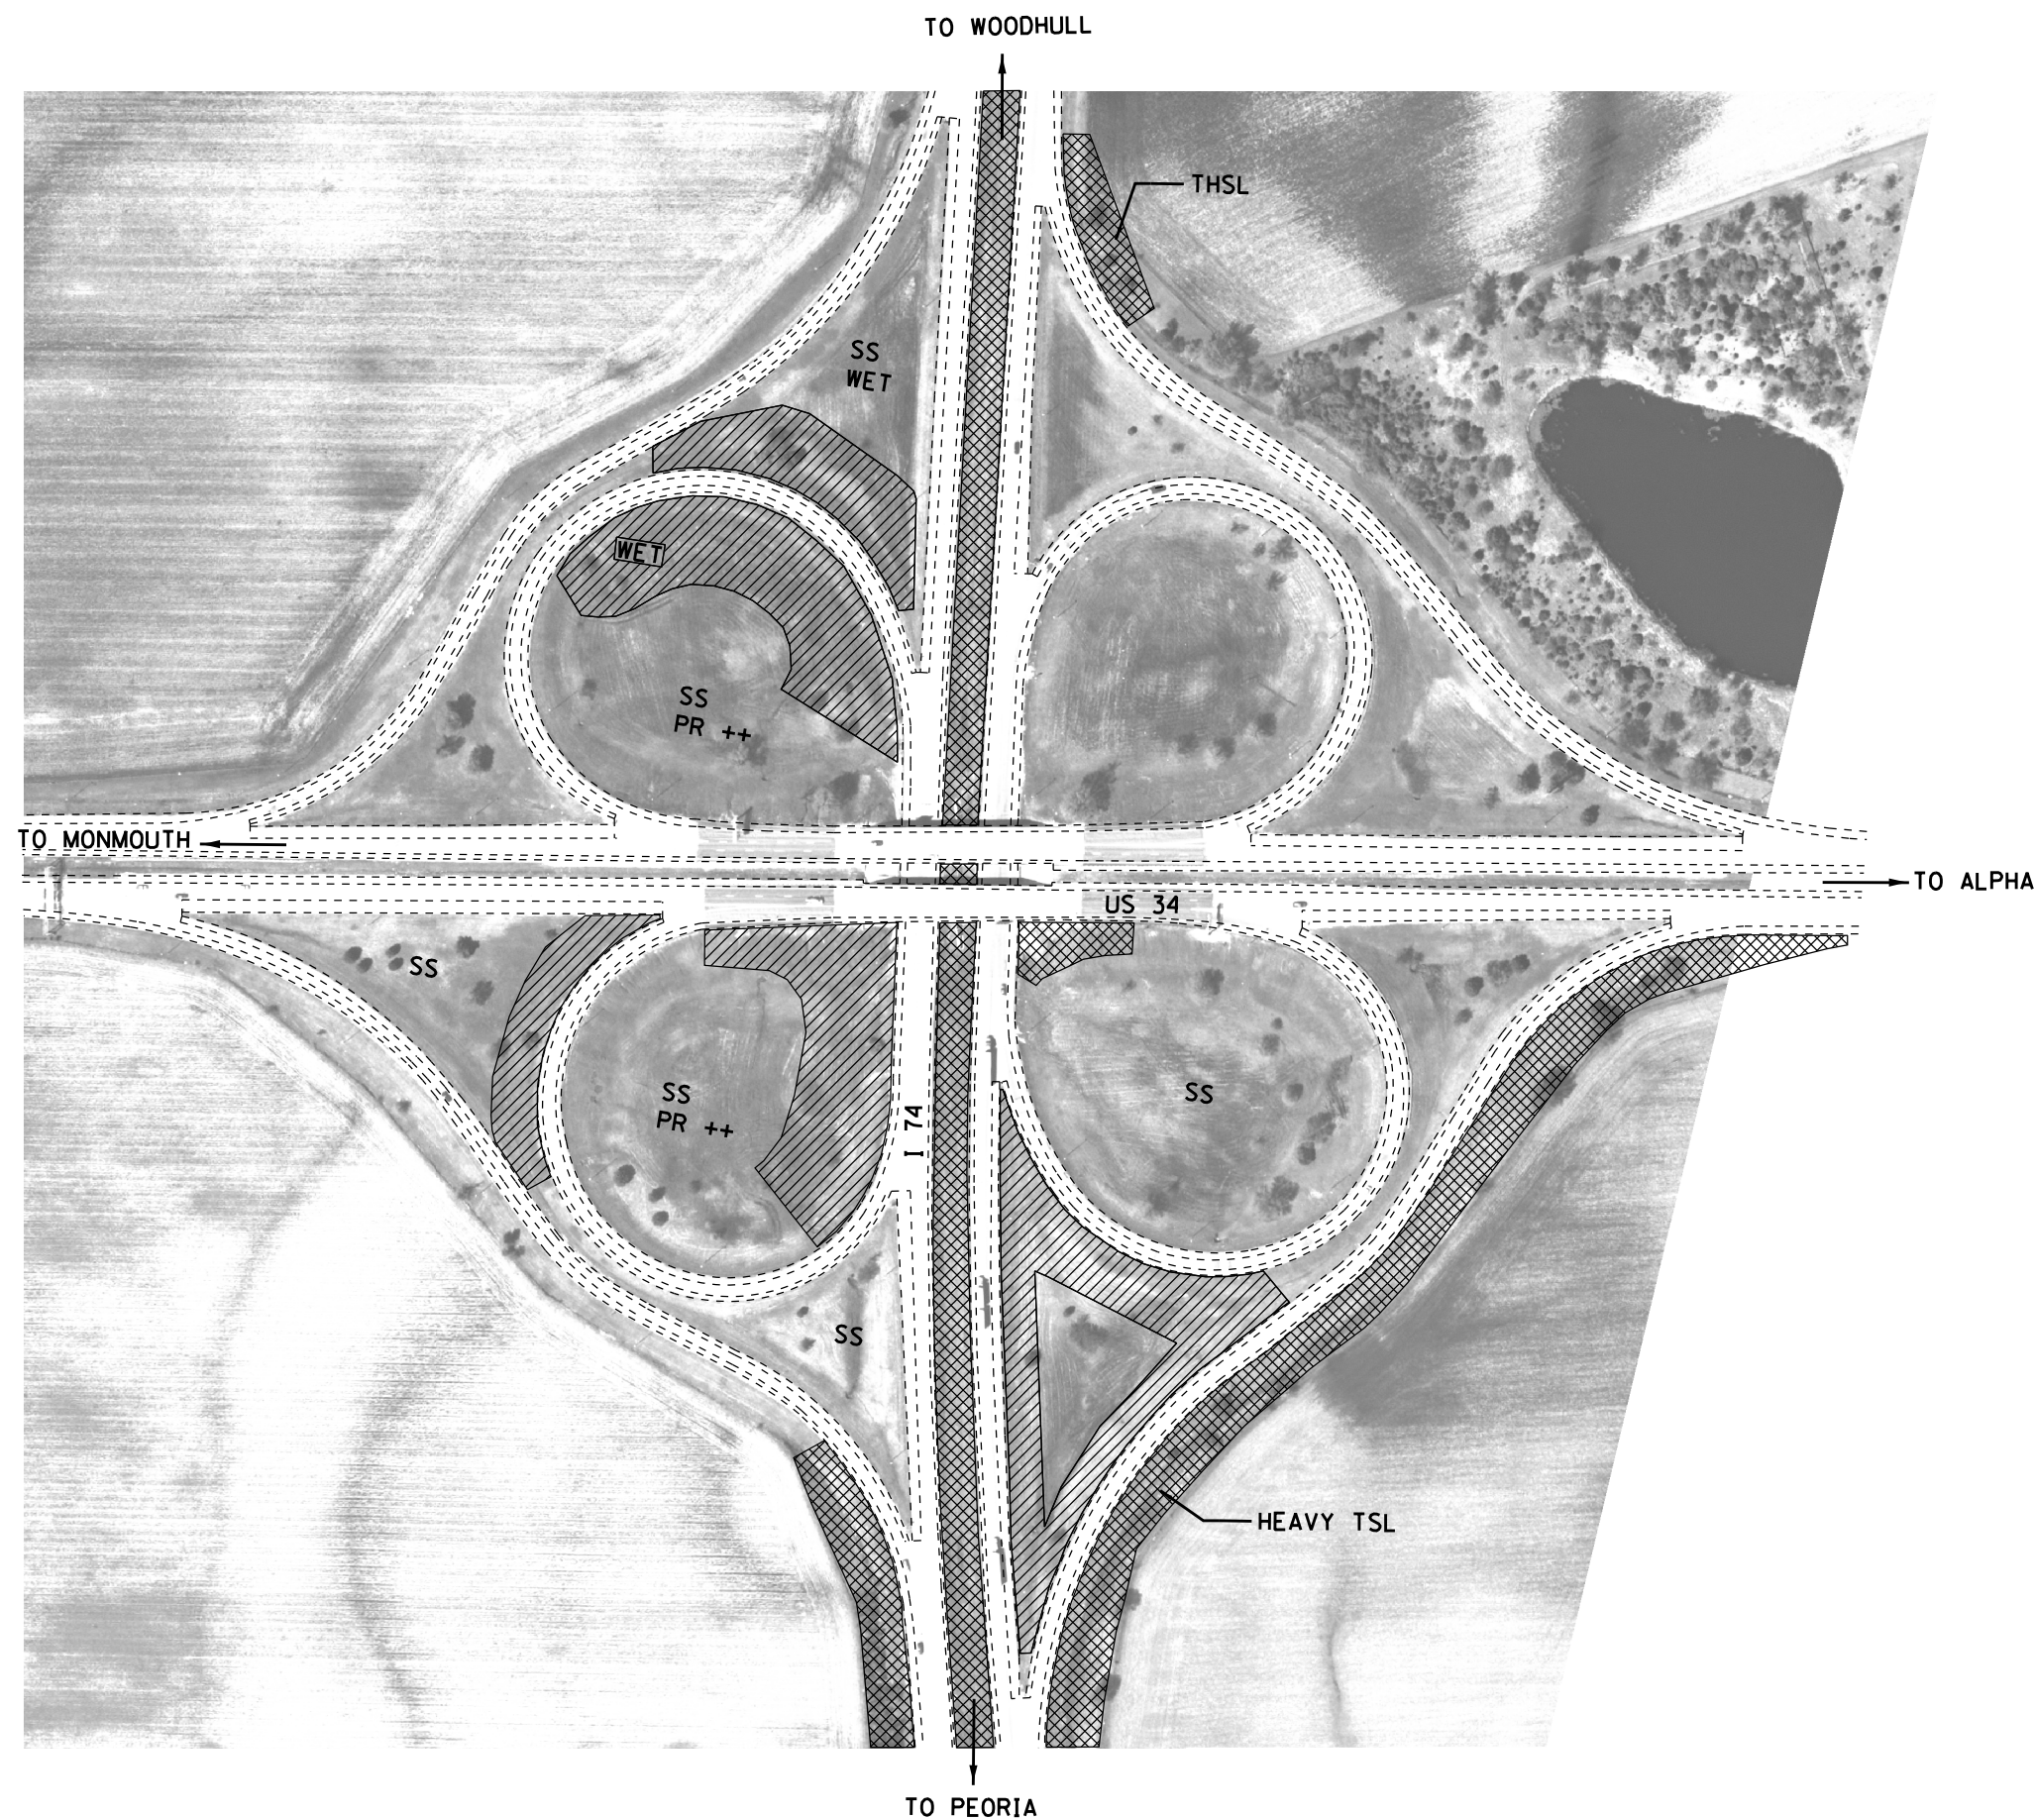 TO WOODHULL
THSL
SS
WET
WET
SS
PR ++
TO MONMOUTH
TO ALPHA
US 34
SS
SS
PR ++
I 74
SS
SS
HEAVY TSL
TO PEORIA